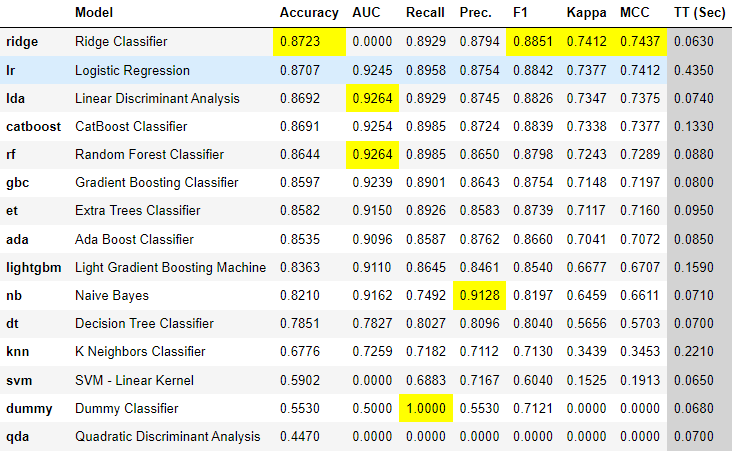 Model Accuracy AUC Recall Prec. F1 Kappa MCC TT (Sec)
ridge Ridge Classifier 0.8723 0.0000 0.8929 0.8794 0.8851 0.7412 0.7437 0.0630
lr Logistic Regression 0.8707 0.9245 0.8958 0.8754 0.8842 0.7377 0.7412 0.4350
lda Linear Discriminant Analysis 0.8692 0.9264 0.8929 0.8745 0.8826 0.7347 0.7375 0.0740
catboost CatBoost Classifier 0.8691 0.9254 0.8985 0.8724 0.8839 0.7338 0.7377 0.1330
rf Random Forest Classifier 0.8644 0.9264 0.8985 0.8650 0.8798 0.7243 0.7289 0.0880
gbc Gradient Boosting Classifier 0.8597 0.9239 0.8901 0.8643 0.8754 0.7148 0.7197 0.0800
et Extra Trees Classifier 0.8582 0.9150 0.8926 0.8583 0.8739 0.7117 0.7160 0.0950
ada Ada Boost Classifier 0.8535 0.9096 0.8587 0.8762 0.8660 0.7041 0.7072 0.0850
lightgbm Light Gradient Boosting Machine 0.8363 0.9110 0.8645 0.8461 0.8540 0.6677 0.6707 0.1590
nb Naive Bayes 0.8210 0.9162 0.7492 0.9128 0.8197 0.6459 0.6611 0.0710
dt Decision Tree Classifier 0.7851 0.7827 0.8027 0.8096 0.8040 0.5656 0.5703 0.0700
knn K Neighbors Classifier 0.6776 0.7259 0.7182 0.7112 0.7130 0.3439 0.3453 0.2210
svm SVM - Linear Kernel 0.5902 0.0000 0.6883 0.7167 0.6040 0.1525 0.1913 0.0650
dummy Dummy Classifier 0.5530 0.5000 1.0000 0.5530 0.7121 0.0000 0.0000 0.0680
qda Quadratic Discriminant Analysis 0.4470 0.0000 0.0000 0.0000 0.0000 0.0000 0.0000 0.0700